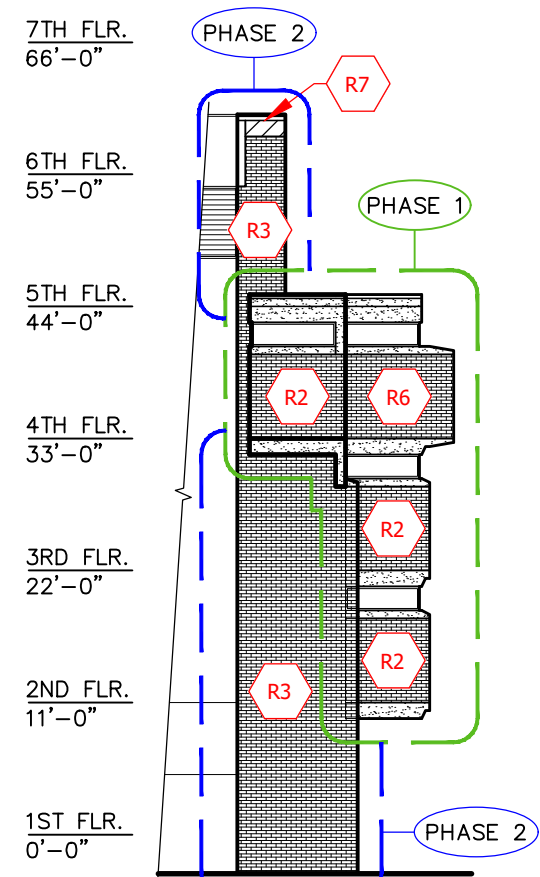 7TH FLR.
66'-0"
PHASE 2
R7
6TH FLR.
55'-0"
PHASE 1
R3
5TH FLR.
44'-0"
R2
R6
4TH FLR.
33'-0"
R2
3RD FLR.
22'-0"
R2
R3
2ND FLR.
11'-0"
1ST FLR.
0'-0"
PHASE 2